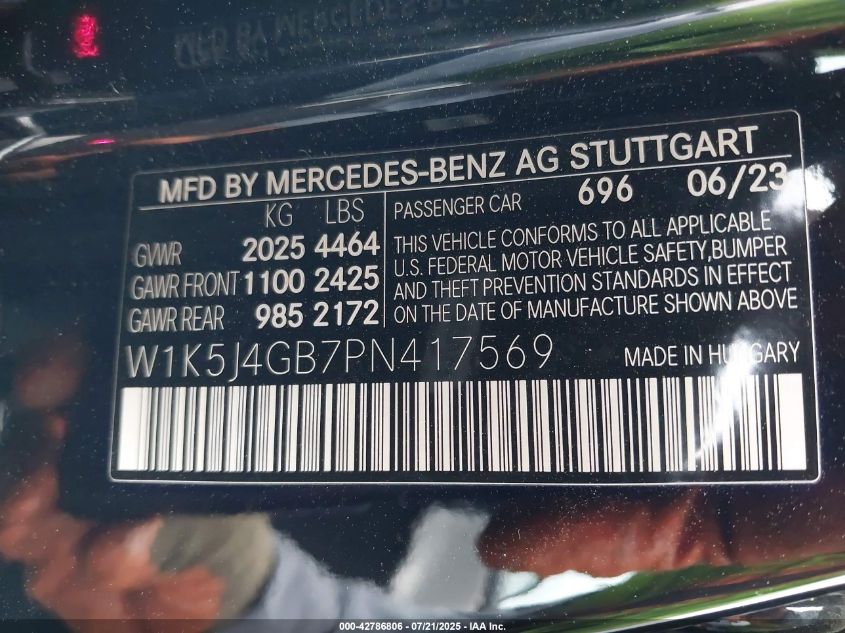 MFD BY MERCEDES-BENZ AG STUTTGART
KG LBS
GVWR 2025 4464
GAWR FRONT 1100 2425
GAWR REAR 985 2172
PASSENGER CAR 696 06/23
THIS VEHICLE CONFORMS TO ALL APPLICABLE
U.S. FEDERAL MOTOR VEHICLE SAFETY,BUMPER
AND THEFT PREVENTION STANDARDS IN EFFECT
ON THE DATE OF MANUFACTURE SHOWN ABOVE
W1K5J4GB7PN417569 MADE IN HUNGARY
000-42786806 - 07/21/2025 - IAA Inc.